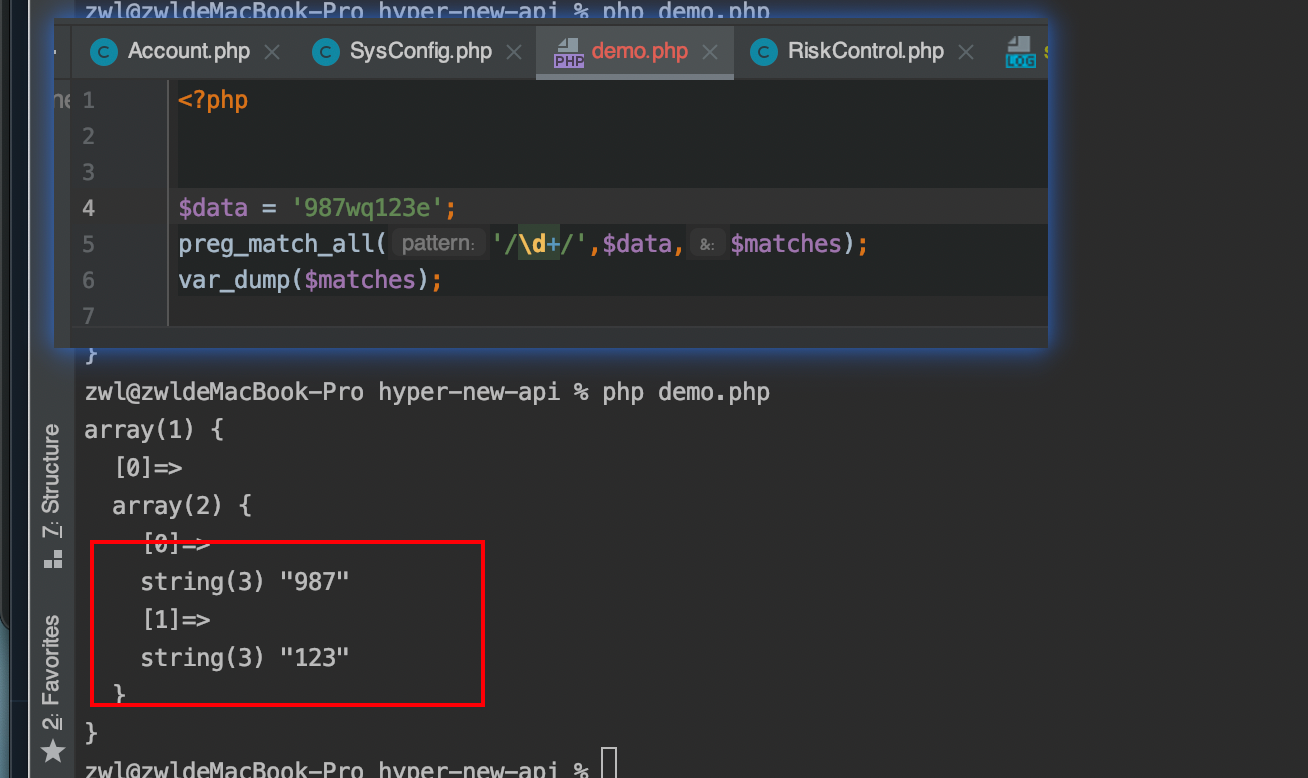 zwl@zwldeMacBook-Pro hyper-new-api % php demo.php
Account.php SysConfig.php demo.php RiskControl.php
PHP LOG
1 <?php
2
3
4 $data = '987wq123e';
5 preg_match_all( pattern: '/\d+/',$data, &: $matches);
6 var_dump($matches);
7
}
zwl@zwldeMacBook-Pro hyper-new-api % php demo.php
array(1) {
[0]=>
array(2) {
[0]=>
string(3) "987"
[1]=>
string(3) "123"
}
}
zwl@zwldeMacBook-Pro hyper-new-api %
7: Structure
2: Favorites